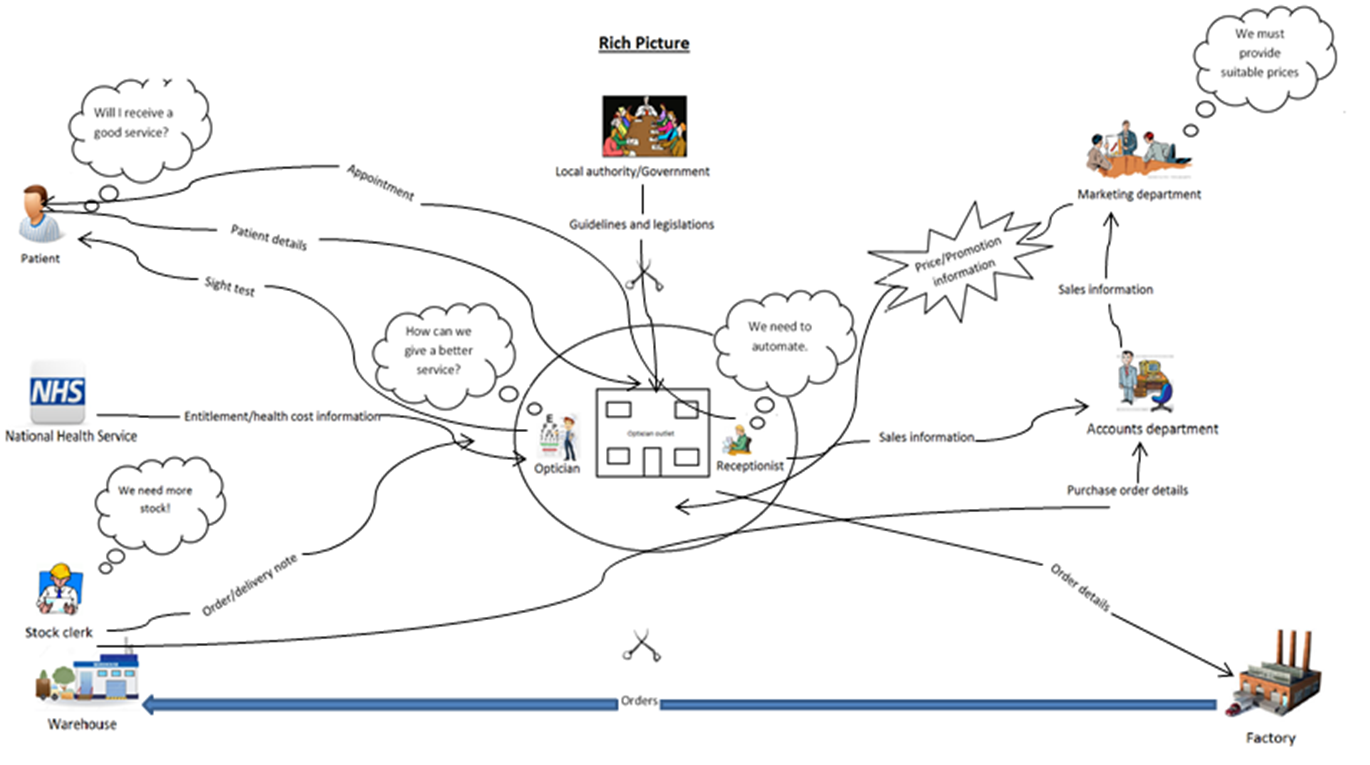 Rich Picture
We must
provide
suitable prices
Will I receive a
good service?
Local authority/Government
Marketing department
Appointment
Guidelines and legislations
Patient details
Patient
Price/Promotion
information
Sight test
Sales information
How can we
give a better
service?
We need to
automate.
NHS
National Health Service
Entitlement/health cost information
E
Optician outlet
Optician
Receptionist
Sales information
Accounts department
We need more
stock!
Purchase order details
Order/delivery note
Order details
Stock clerk
Orders
Warehouse
Factory